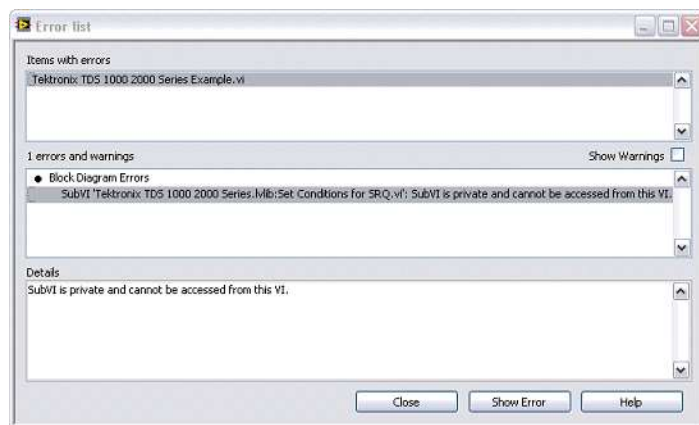 Error list
Items with errors
Tektronix TDS 1000 2000 Series Example.vi
1 errors and warnings
Show Warnings
Block Diagram Errors
SubVI 'Tektronix TDS 1000 2000 Series.lvlib:Set Conditions for SRQ.vi': SubVI is private and cannot be accessed from this VI.
Details
SubVI is private and cannot be accessed from this VI.
Close
Show Error
Help